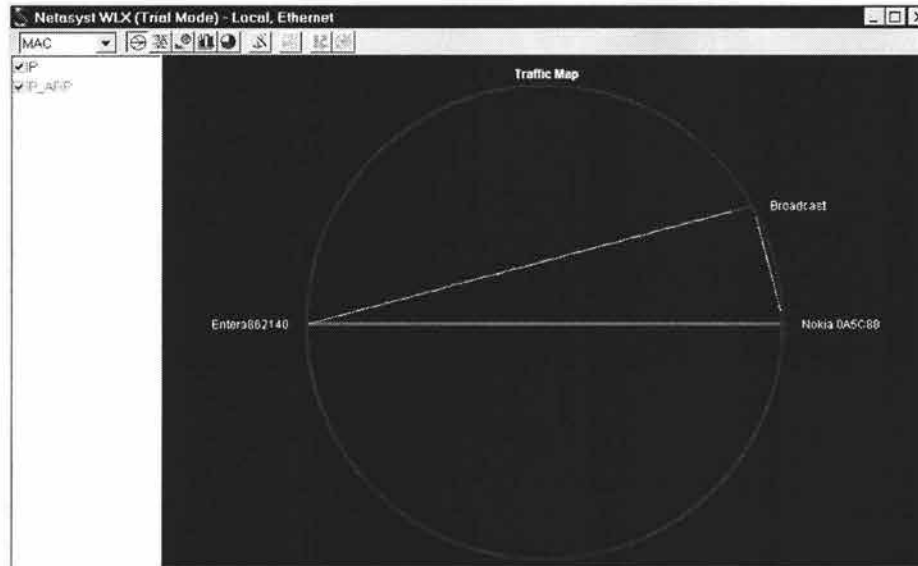 Netasyst WLX (Trial Mode) - Local, Ethernet
MAC
IP
IP_ARP
Traffic Map
Broadcast
Entera862140
Nokia 0A5C88